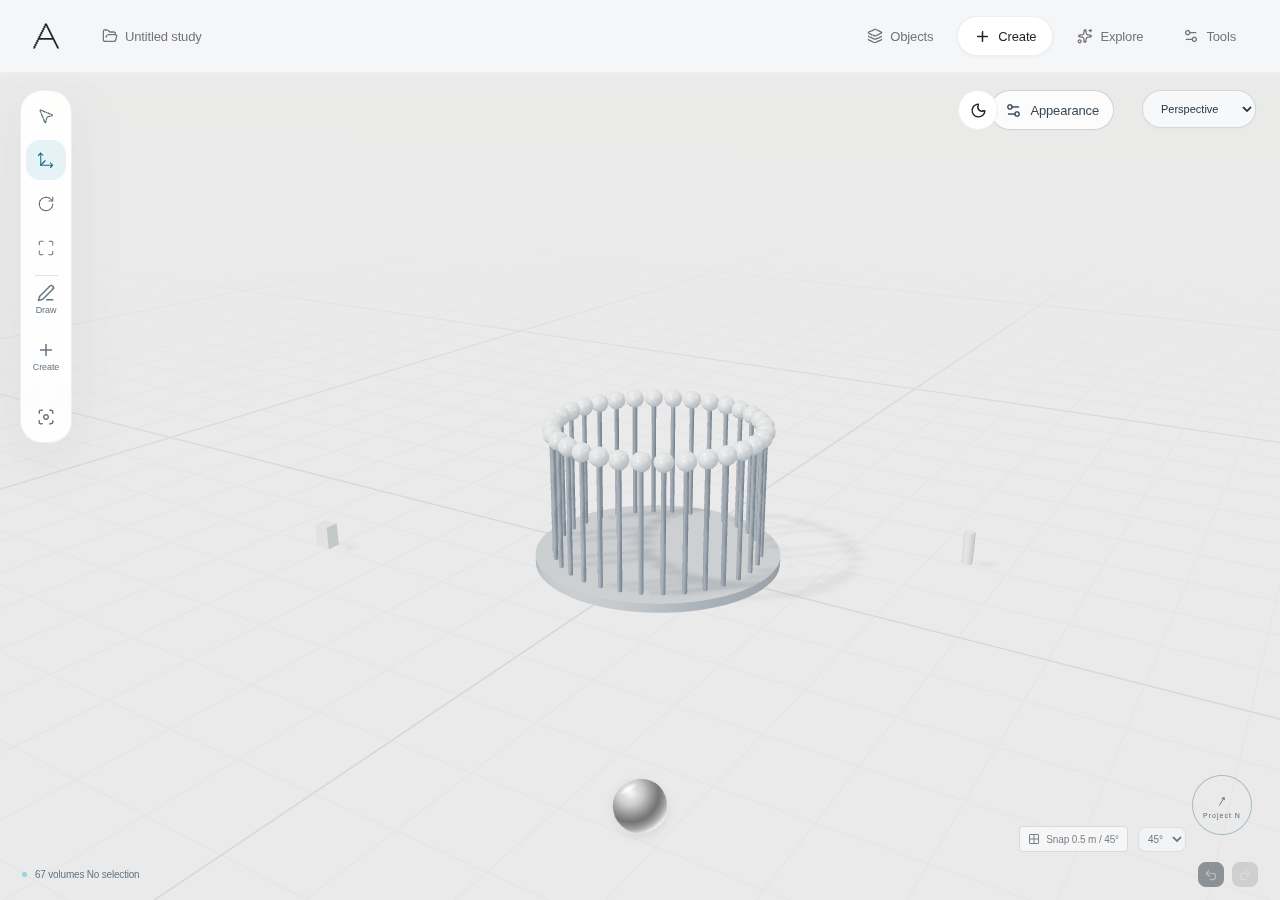 Untitled study
Objects
Create
Explore
Tools
Appearance
Perspective
Draw
Create
Project N
Snap 0.5 m / 45°
45°
67 volumes No selection